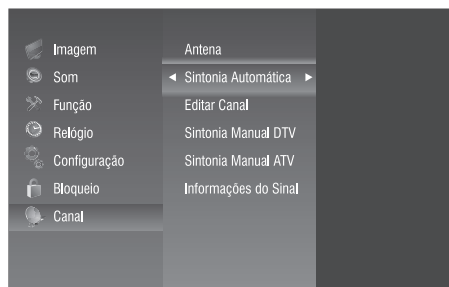 Imagem
Som
Função
Relógio
Configuração
Bloqueio
Canal
Antena
Sintonia Automática
Editar Canal
Sintonia Manual DTV
Sintonia Manual ATV
Informações do Sinal